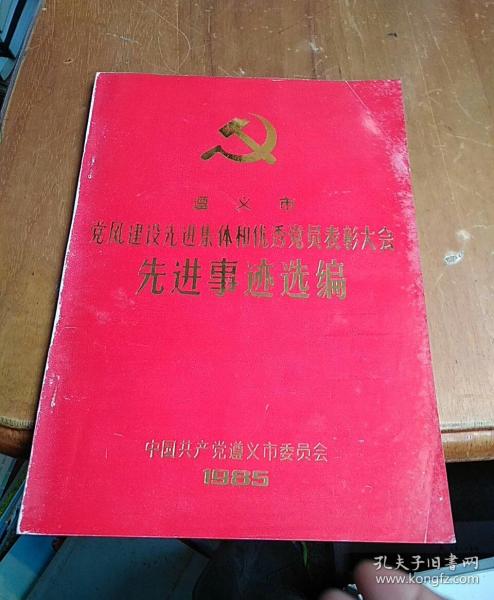 遵义市
党风建设先进集体和优秀党员表彰大会
先进事迹选编
中国共产党遵义市委员会
1985
孔夫子旧书网
www.kongfz.com